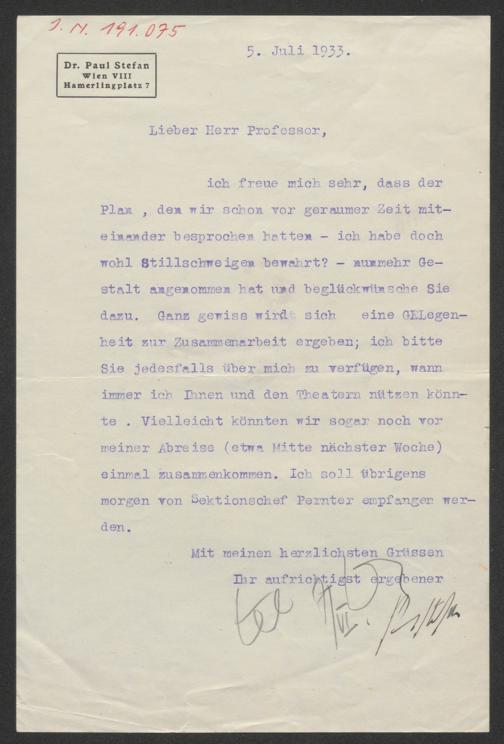 I. N. 191.075
5. Juli 1933.
Dr. Paul Stefan
Wien VIII
Hamerlingplatz 7
Lieber Herr Professor,
ich freue mich sehr, dass der
Plan , den wir schon vor geraumer Zeit mit-
einander besprochen hatten - ich habe doch
wohl Stillschweigen bewahrt? - nunmehr Ge-
stalt angenommen hat und beglückwünsche Sie
dazu. Ganz gewiss wird sich eine GELegen-
heit zur Zusammenarbeit ergeben; ich bitte
Sie jedesfalls über mich zu verfügen, wann
immer ich Ihnen und den Theatern nützen könn-
te . Vielleicht könnten wir sogar noch vor
meiner Abreise (etwa Mitte nächster Woche)
einmal zusammenkommen. Ich soll übrigens
morgen von Sektionschef Pernter empfangen wer-
den.
Mit meinen herzlichsten Grüssen
Ihr aufrichtigst ergebener